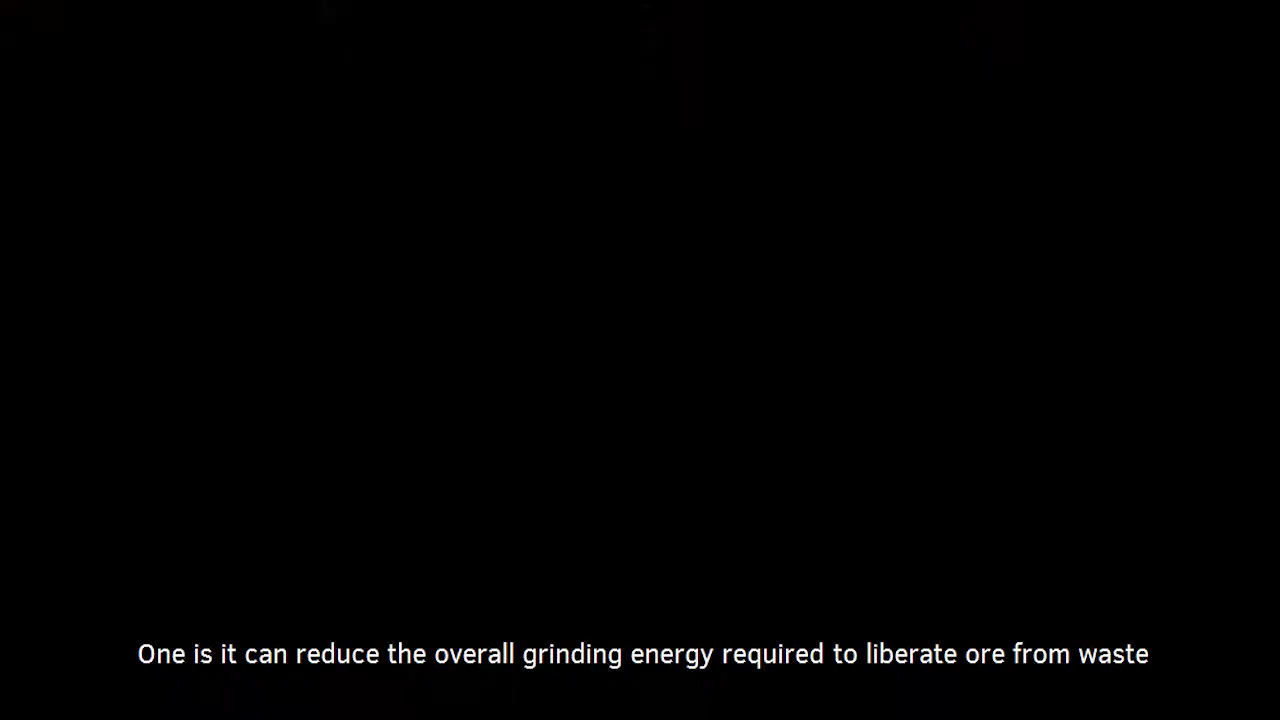 One is it can reduce the overall grinding energy required to liberate ore from waste